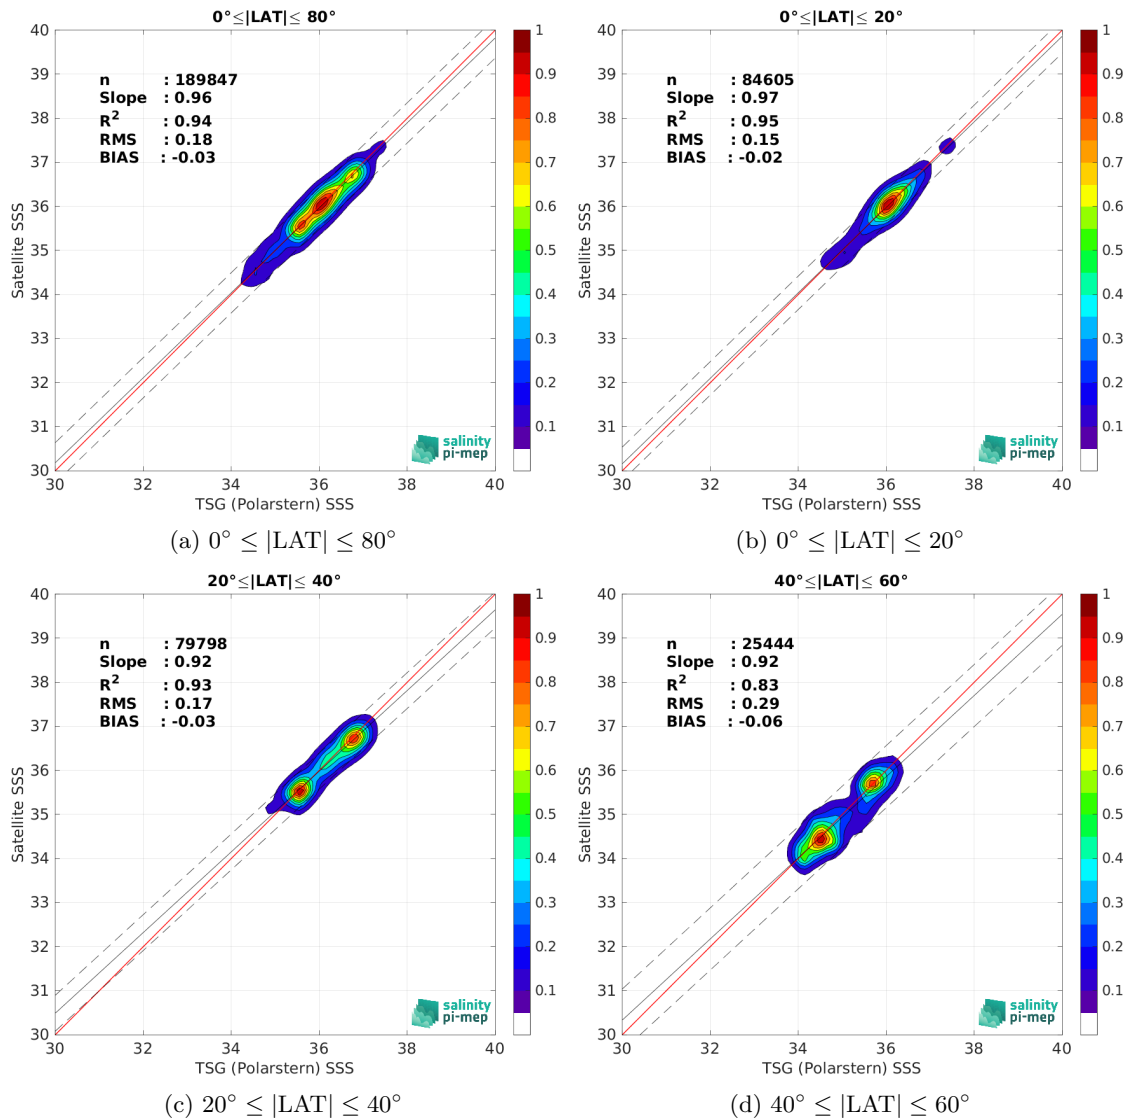 0°≤|LAT|≤ 80°
n : 189847
Slope : 0.96
R² : 0.94
RMS : 0.18
BIAS : -0.03
Satellite SSS
40
39
38
37
36
35
34
33
32
31
30
30 32 34 36 38 40
TSG (Polarstern) SSS
1
0.9
0.8
0.7
0.6
0.5
0.4
0.3
0.2
0.1
salinity
pi-mep
(a) 0° ≤ |LAT| ≤ 80°
0°≤|LAT|≤ 20°
n : 84605
Slope : 0.97
R² : 0.95
RMS : 0.15
BIAS : -0.02
Satellite SSS
40
39
38
37
36
35
34
33
32
31
30
30 32 34 36 38 40
TSG (Polarstern) SSS
1
0.9
0.8
0.7
0.6
0.5
0.4
0.3
0.2
0.1
salinity
pi-mep
(b) 0° ≤ |LAT| ≤ 20°
20°≤|LAT|≤ 40°
n : 79798
Slope : 0.92
R² : 0.93
RMS : 0.17
BIAS : -0.03
Satellite SSS
40
39
38
37
36
35
34
33
32
31
30
30 32 34 36 38 40
TSG (Polarstern) SSS
1
0.9
0.8
0.7
0.6
0.5
0.4
0.3
0.2
0.1
salinity
pi-mep
(c) 20° ≤ |LAT| ≤ 40°
40°≤|LAT|≤ 60°
n : 25444
Slope : 0.92
R² : 0.83
RMS : 0.29
BIAS : -0.06
Satellite SSS
40
39
38
37
36
35
34
33
32
31
30
30 32 34 36 38 40
TSG (Polarstern) SSS
1
0.9
0.8
0.7
0.6
0.5
0.4
0.3
0.2
0.1
salinity
pi-mep
(d) 40° ≤ |LAT| ≤ 60°